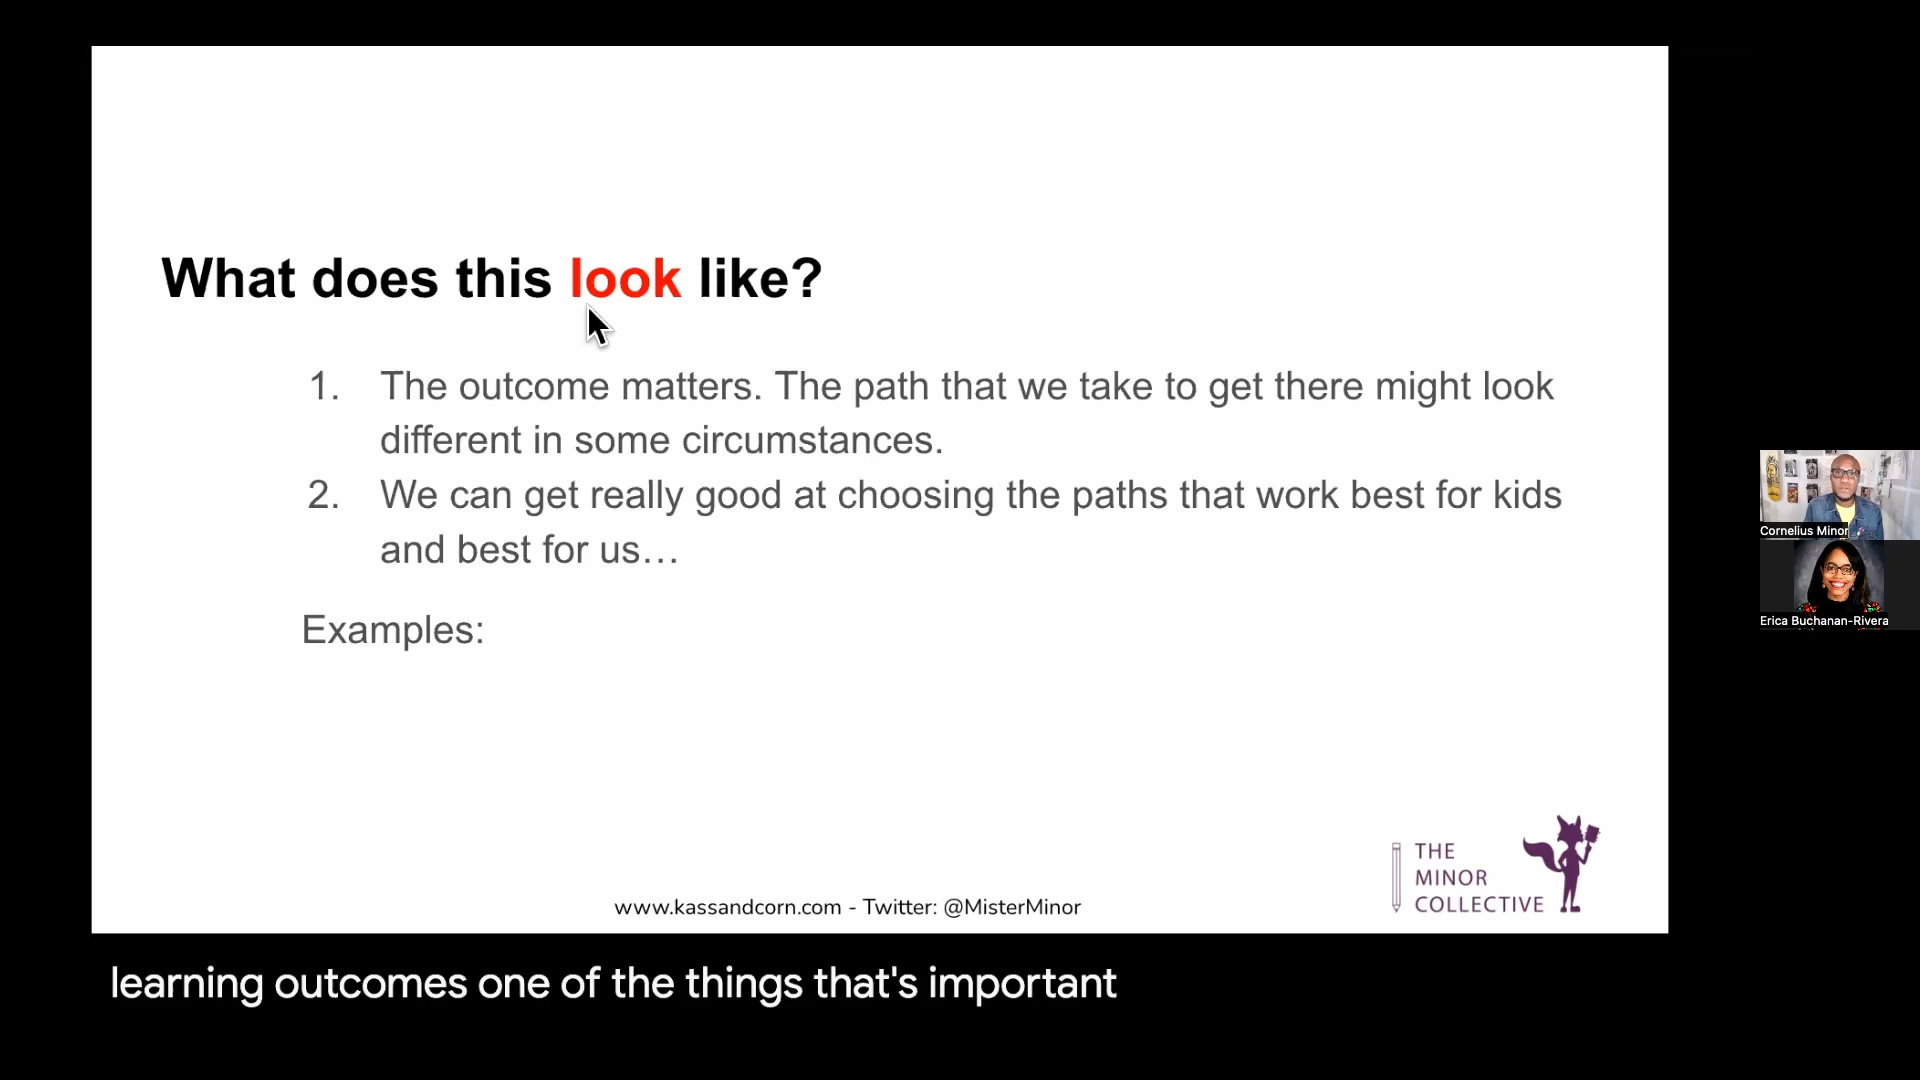 What does this look like?
1. The outcome matters. The path that we take to get there might look
different in some circumstances.
2. We can get really good at choosing the paths that work best for kids
and best for us…
Examples:
www.kassandcorn.com - Twitter: @MisterMinor
THE
MINOR
COLLECTIVE
Cornelius Minor
Erica Buchanan-Rivera
learning outcomes one of the things that's important